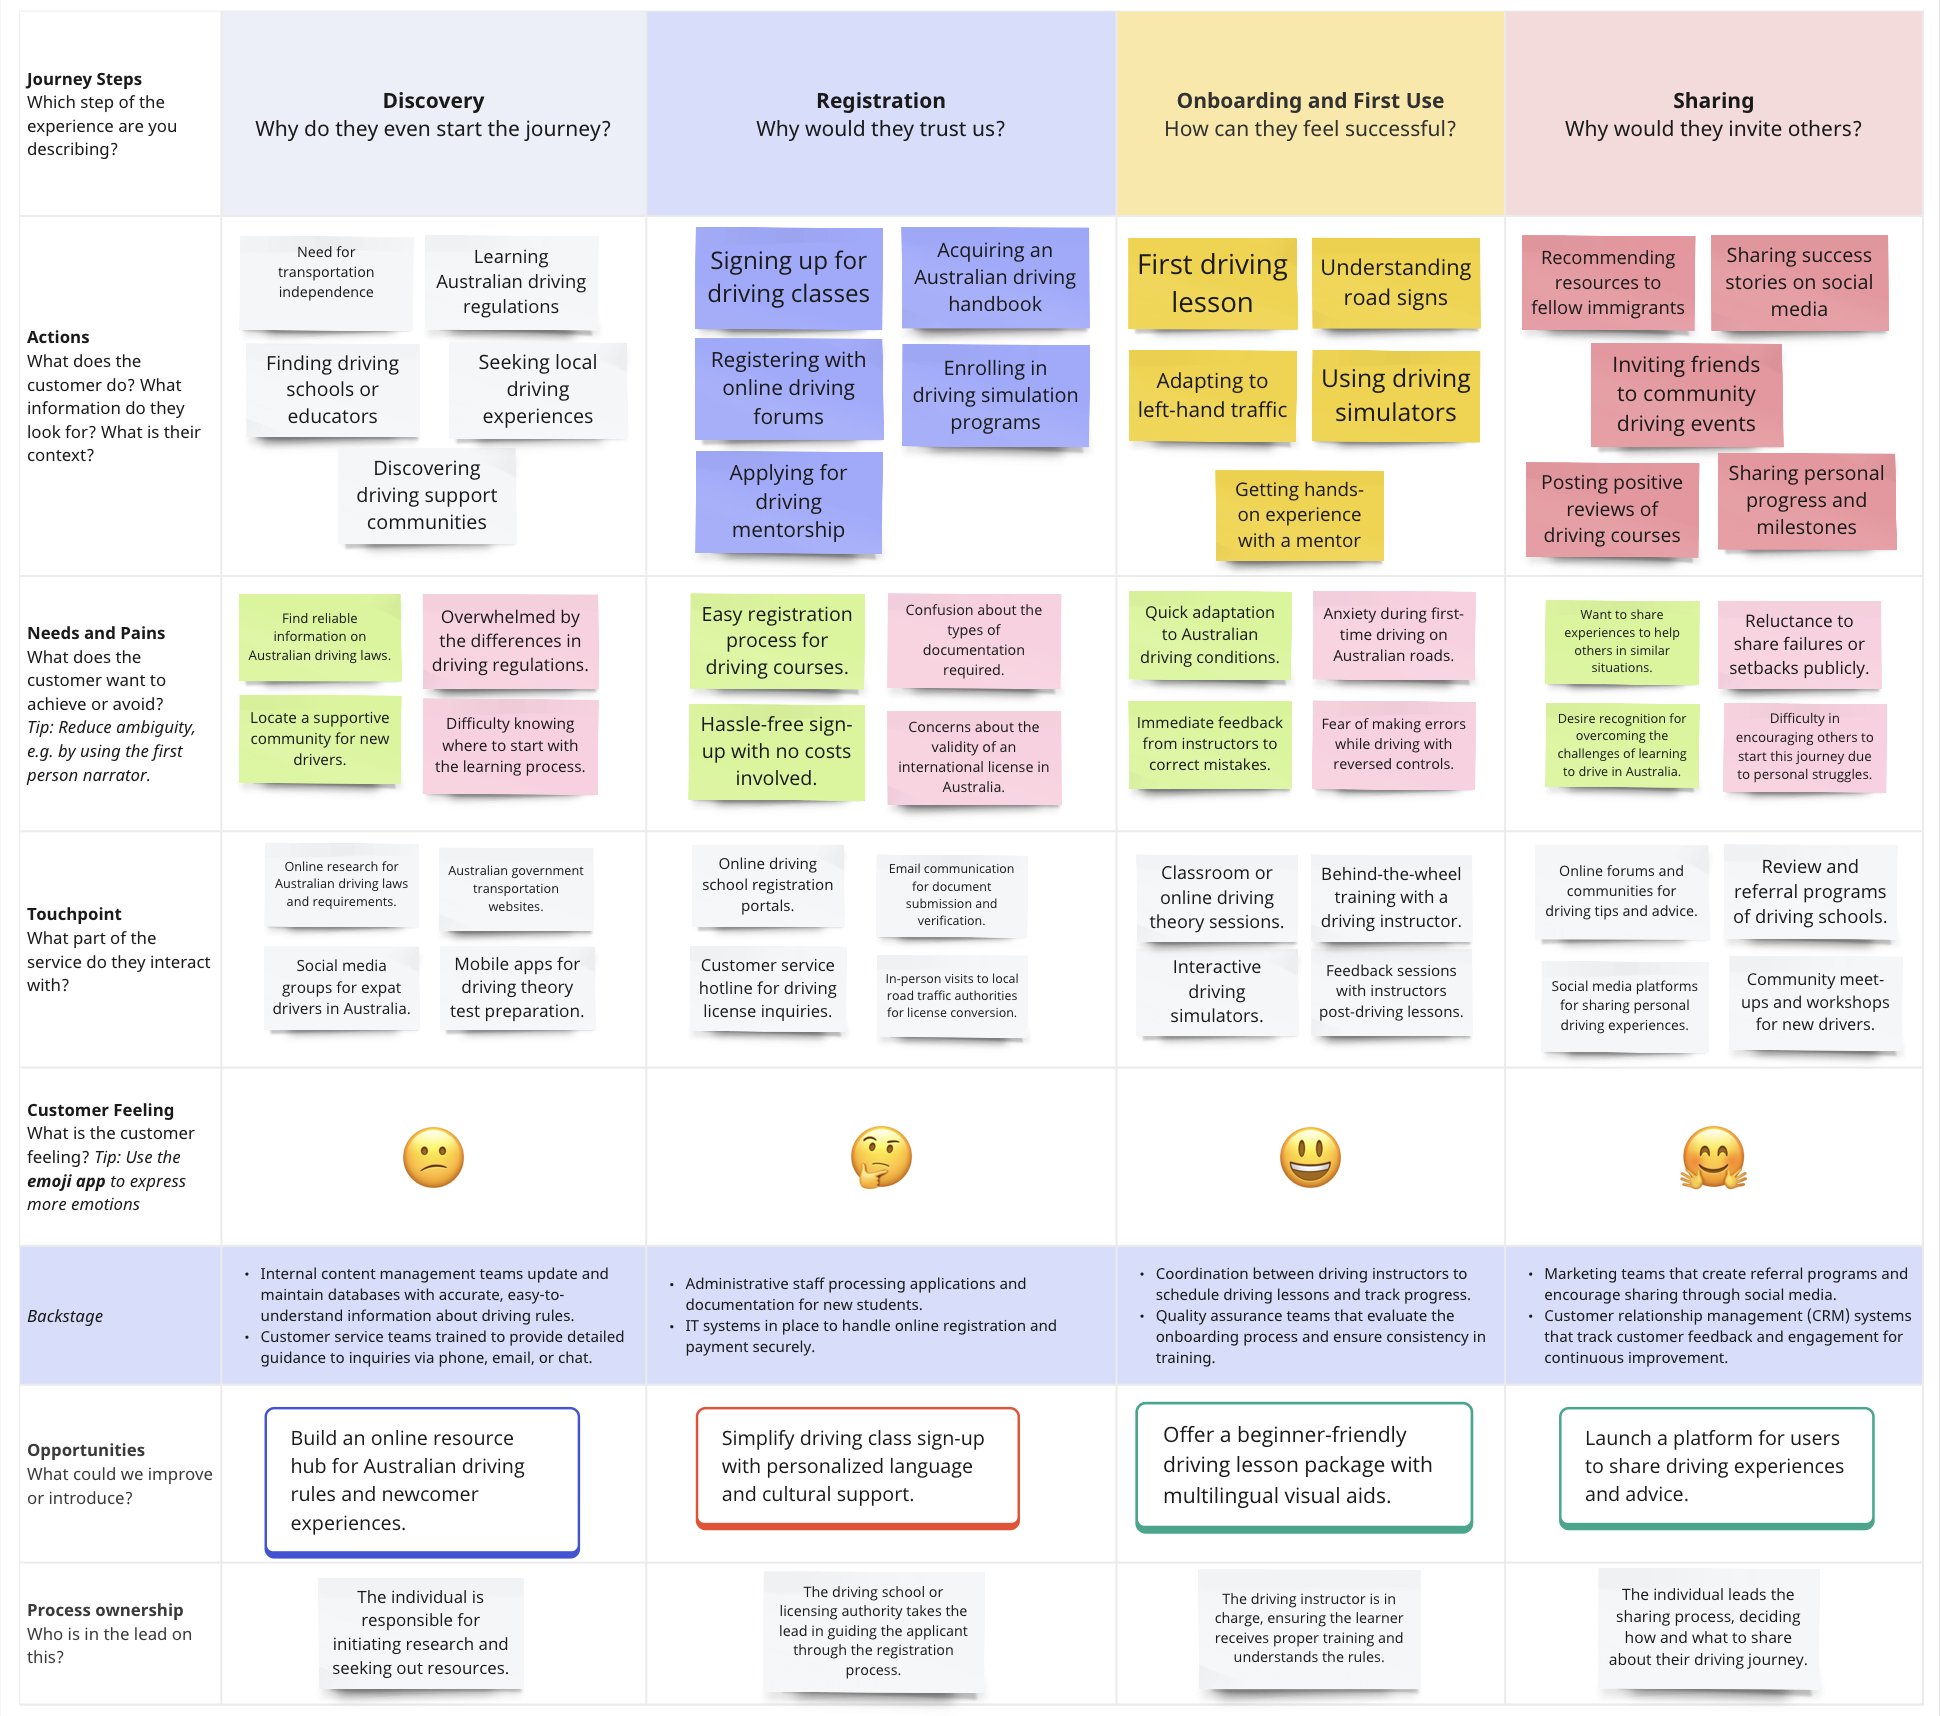 Journey Steps
Which step of the
experience are you
describing?
Discovery
Why do they even start the journey?
Registration
Why would they trust us?
Onboarding and First Use
How can they feel successful?
Sharing
Why would they invite others?
Actions
What does the
customer do? What
information do they
look for? What is their
context?
Need for
transportation
independence
Learning
Australian driving
regulations
Finding driving
schools or
educators
Seeking local
driving
experiences
Discovering
driving support
communities
Signing up for
driving classes
Acquiring an
Australian driving
handbook
Registering with
online driving
forums
Enrolling in
driving simulation
programs
Applying for
driving
mentorship
First driving
lesson
Understanding
road signs
Adapting to
left-hand traffic
Using driving
simulators
Getting hands-
on experience
with a mentor
Recommending
resources to
fellow immigrants
Sharing success
stories on social
media
Inviting friends
to community
driving events
Posting positive
reviews of
driving courses
Sharing personal
progress and
milestones
Needs and Pains
What does the
customer want to
achieve or avoid?
Tip: Reduce ambiguity,
e.g. by using the first
person narrator.
Find reliable
information on
Australian driving laws.
Overwhelmed by
the differences in
driving regulations.
Locate a supportive
community for new
drivers.
Difficulty knowing
where to start with
the learning process.
Easy registration
process for
driving courses.
Confusion about the
types of
documentation
required.
Hassle-free sign-
up with no costs
involved.
Concerns about the
validity of an
international license in
Australia.
Quick adaptation
to Australian
driving conditions.
Anxiety during first-
time driving on
Australian roads.
Immediate feedback
from instructors to
correct mistakes.
Fear of making errors
while driving with
reversed controls.
Want to share
experiences to help
others in similar
situations.
Reluctance to
share failures or
setbacks publicly.
Desire recognition for
overcoming the
challenges of learning
to drive in Australia.
Difficulty in
encouraging others to
start this journey due
to personal struggles.
Touchpoint
What part of the
service do they interact
with?
Online research for
Australian driving laws
and requirements.
Australian government
transportation
websites.
Social media
groups for expat
drivers in Australia.
Mobile apps for
driving theory
test preparation.
Online driving
school registration
portals.
Email communication
for document
submission and
verification.
Customer service
hotline for driving
license inquiries.
In-person visits to local
road traffic authorities
for license conversion.
Classroom or
online driving
theory sessions.
Behind-the-wheel
training with a
driving instructor.
Interactive
driving
simulators.
Feedback sessions
with instructors
post-driving lessons.
Online forums and
communities for
driving tips and advice.
Review and
referral programs
of driving schools.
Social media platforms
for sharing personal
driving experiences.
Community meet-
ups and workshops
for new drivers.
Customer Feeling
What is the customer
feeling? Tip: Use the
emoji app to express
more emotions
Backstage
• Internal content management teams update and
maintain databases with accurate, easy-to-
understand information about driving rules.
• Customer service teams trained to provide detailed
guidance to inquiries via phone, email, or chat.
• Administrative staff processing applications and
documentation for new students.
• IT systems in place to handle online registration and
payment securely.
• Coordination between driving instructors to
schedule driving lessons and track progress.
• Quality assurance teams that evaluate the
onboarding process and ensure consistency in
training.
• Marketing teams that create referral programs and
encourage sharing through social media.
• Customer relationship management (CRM) systems
that track customer feedback and engagement for
continuous improvement.
Opportunities
What could we improve
or introduce?
Build an online resource
hub for Australian driving
rules and newcomer
experiences.
Simplify driving class sign-up
with personalized language
and cultural support.
Offer a beginner-friendly
driving lesson package with
multilingual visual aids.
Launch a platform for users
to share driving experiences
and advice.
Process ownership
Who is in the lead on
this?
The individual is
responsible for
initiating research and
seeking out resources.
The driving school or
licensing authority takes the
lead in guiding the applicant
through the registration
process.
The driving instructor is in
charge, ensuring the learner
receives proper training and
understands the rules.
The individual leads the
sharing process, deciding
how and what to share
about their driving journey.